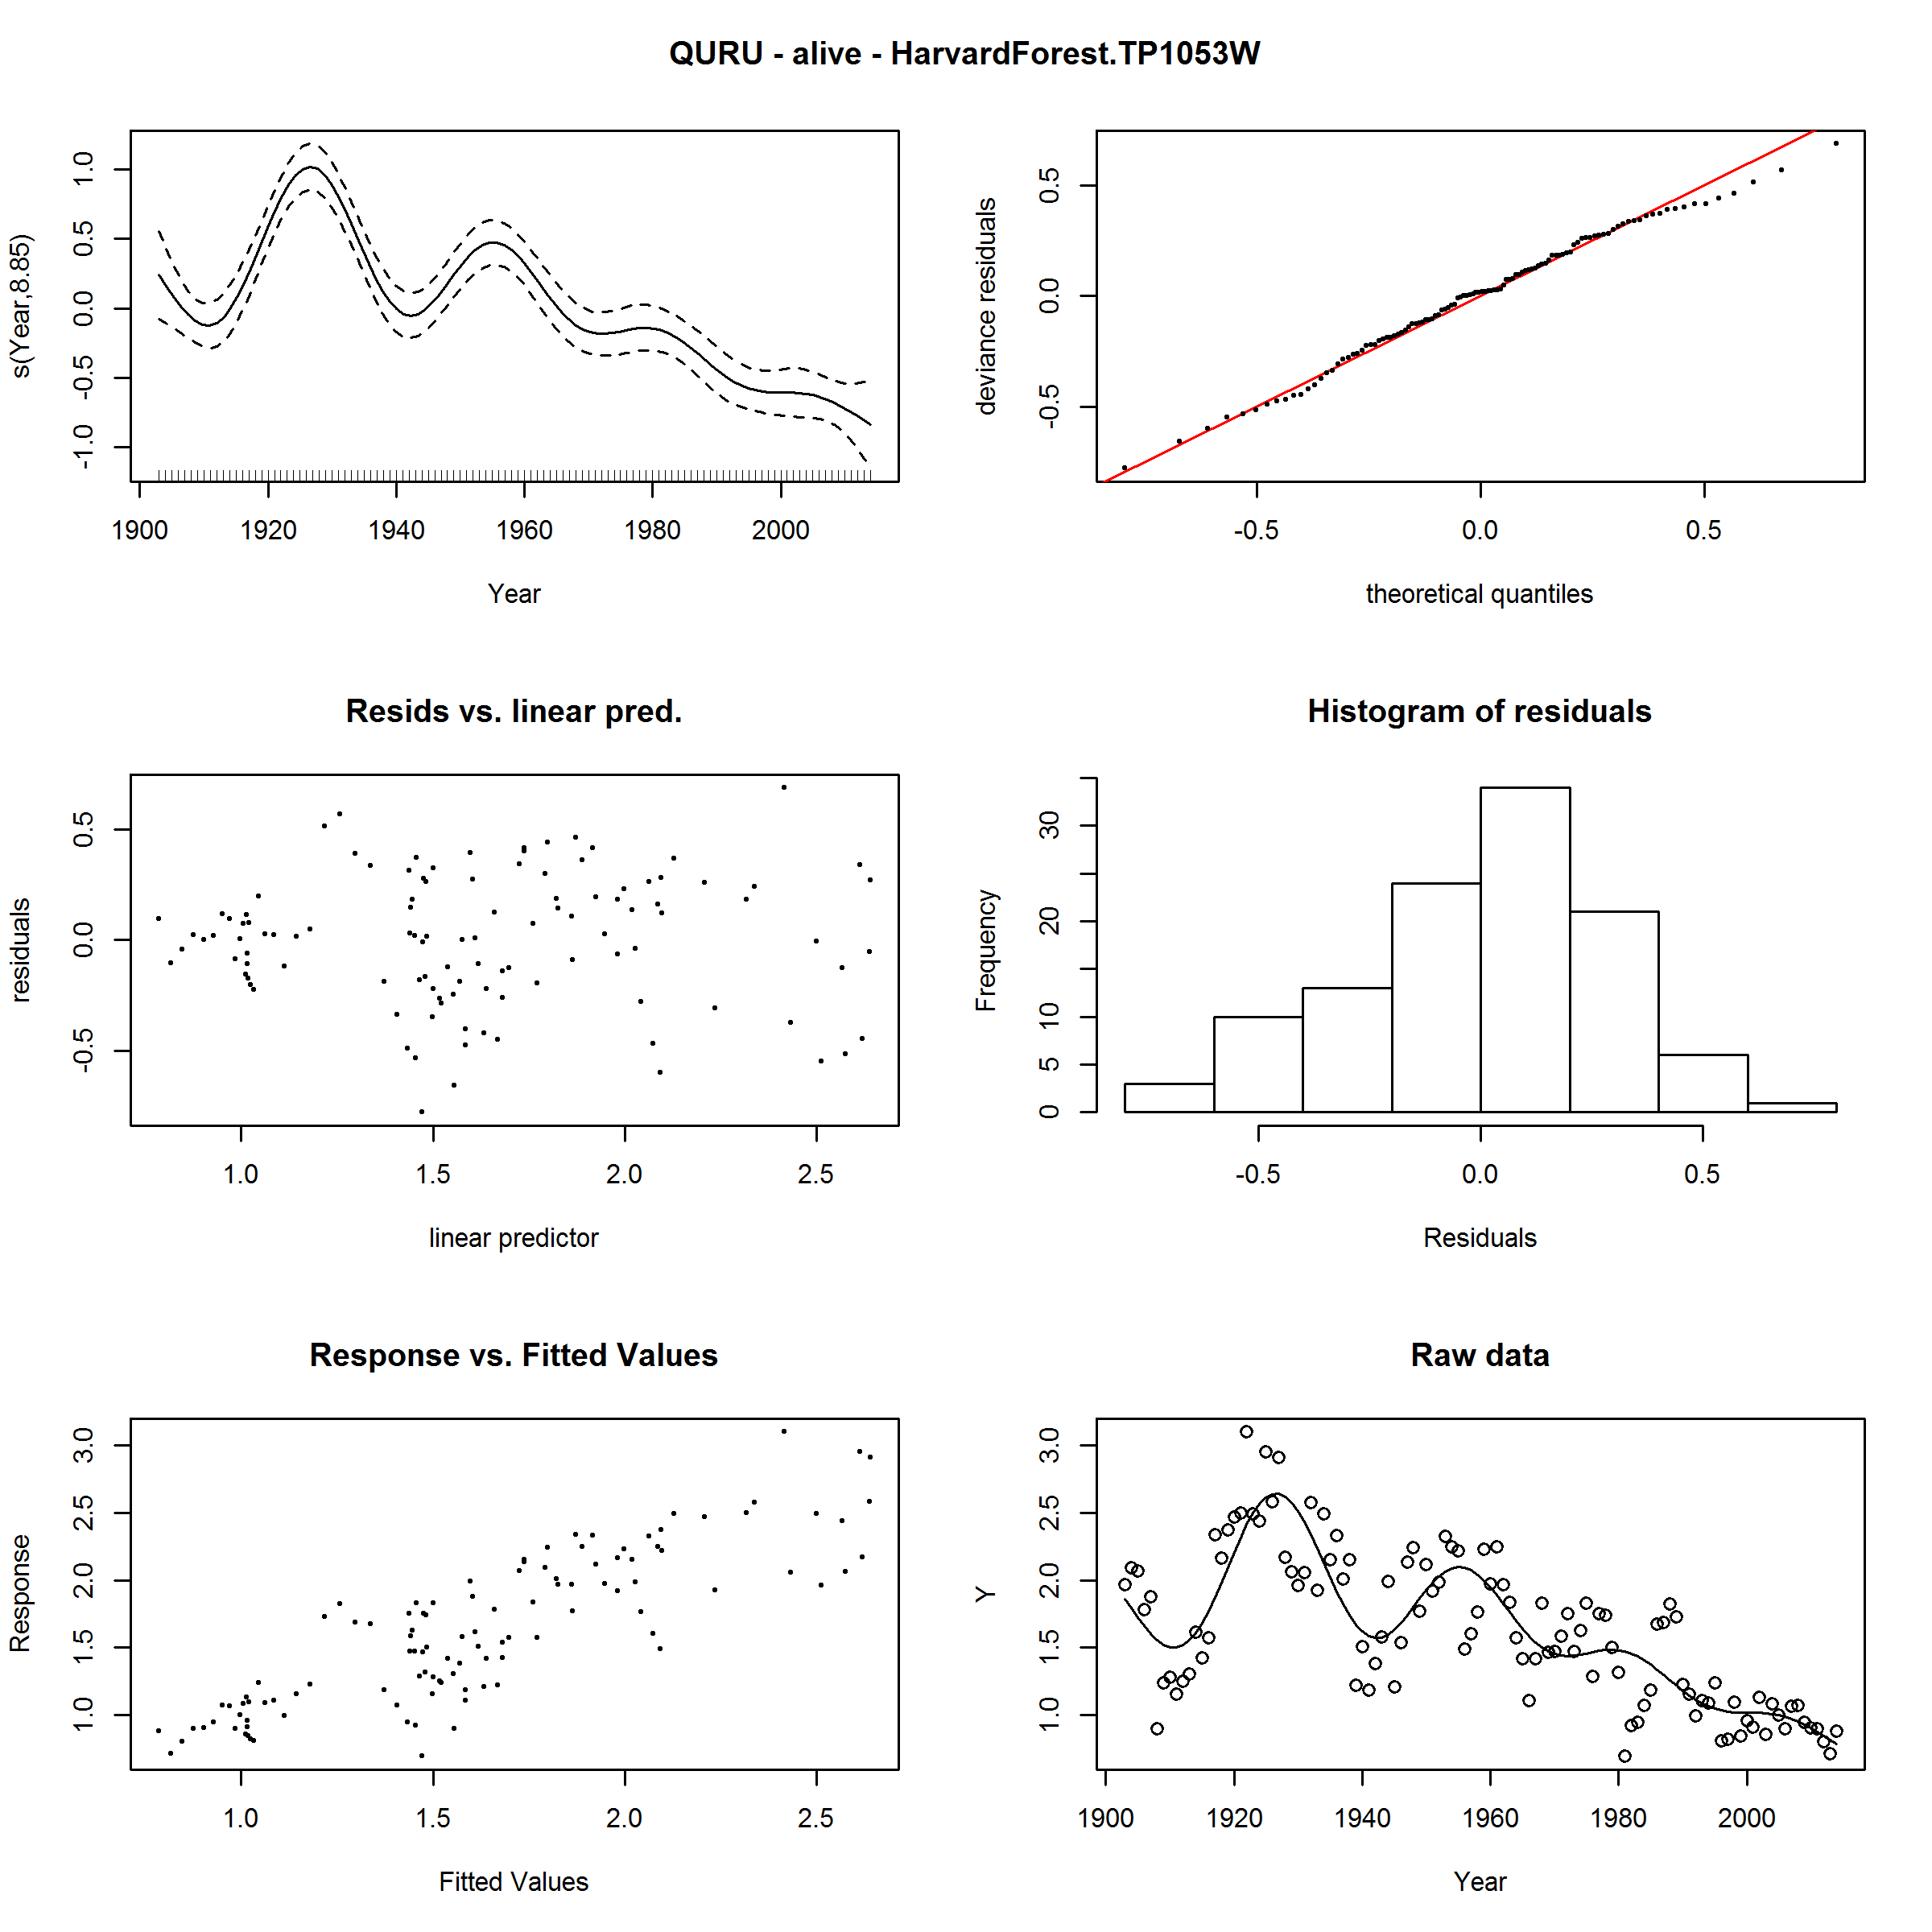 QURU - alive - HarvardForest.TP1053W
s(Year,8.85)
1.0
0.5
0.0
-0.5
-1.0
1900 1920 1940 1960 1980 2000
Year
deviance residuals
0.5
0.0
-0.5
-0.5 0.0 0.5
theoretical quantiles
Resids vs. linear pred.
residuals
0.5
0.0
-0.5
1.0 1.5 2.0 2.5
linear predictor
Histogram of residuals
Frequency
30
20
10
5
0
-0.5 0.0 0.5
Residuals
Response vs. Fitted Values
Response
3.0
2.5
2.0
1.5
1.0
1.0 1.5 2.0 2.5
Fitted Values
Raw data
Y
3.0
2.5
2.0
1.5
1.0
1900 1920 1940 1960 1980 2000
Year